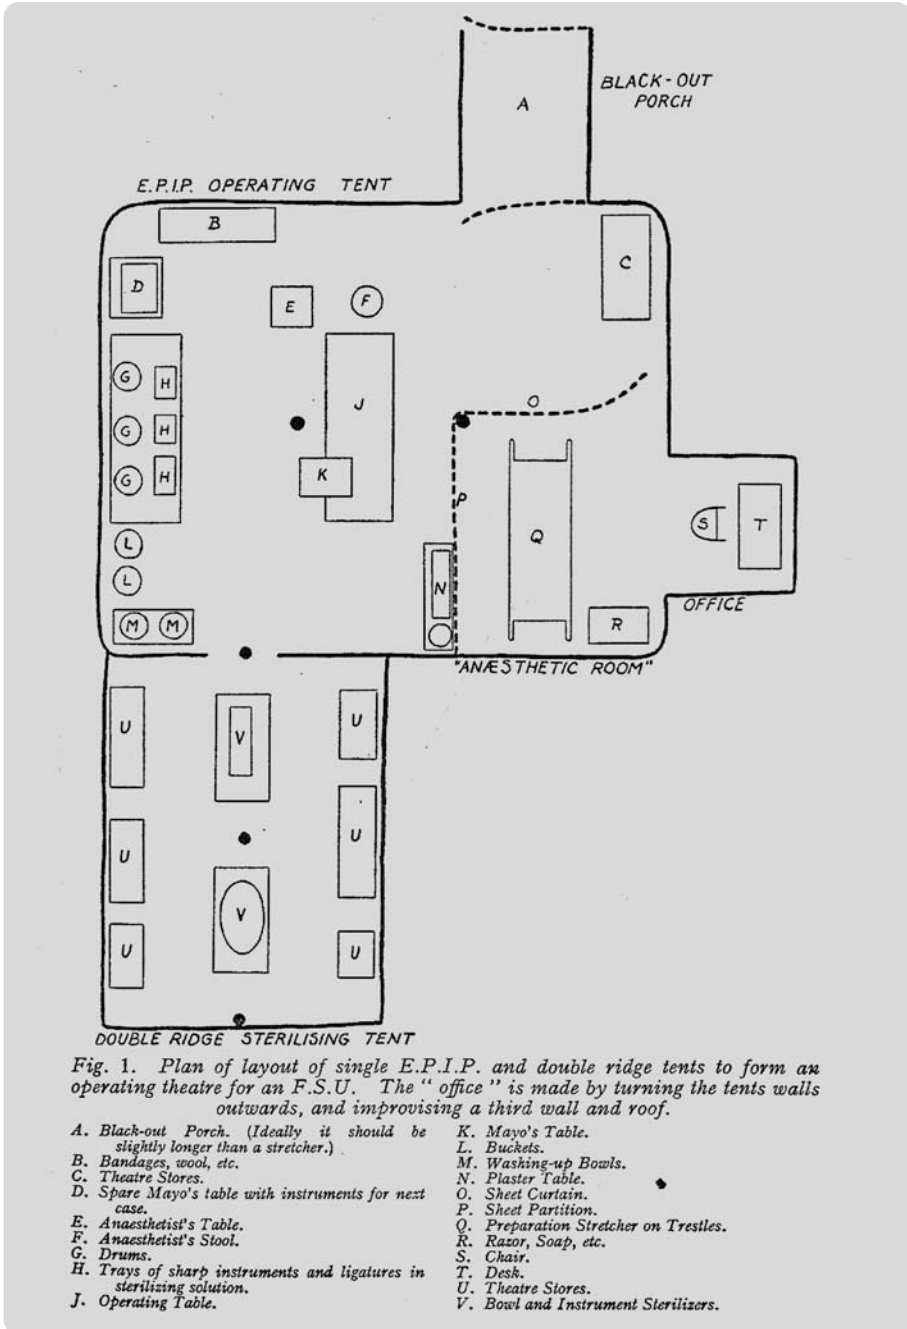 BLACK-OUT
PORCH
A
E.P.I.P. OPERATING TENT
B
C
D
E
F
G
H
J
O
G
H
K
G
H
P
Q
S
T
L
L
N
M
M
R
OFFICE
"ANÆSTHETIC ROOM"
U
V
U
U
U
V
U
U
DOUBLE RIDGE STERILISING TENT
Fig. 1. Plan of layout of single E.P.I.P. and double ridge tents to form an
operating theatre for an F.S.U. The "office" is made by turning the tents walls
outwards, and improvising a third wall and roof.
A. Black-out Porch. (Ideally it should be
slightly longer than a stretcher.)
B. Bandages, wool, etc.
C. Theatre Stores.
D. Spare Mayo's table with instruments for next
case.
E. Anaesthetist's Table.
F. Anaesthetist's Stool.
G. Drums.
H. Trays of sharp instruments and ligatures in
sterilizing solution.
J. Operating Table.
K. Mayo's Table.
L. Buckets.
M. Washing-up Bowls.
N. Plaster Table.
O. Sheet Curtain.
P. Sheet Partition.
Q. Preparation Stretcher on Trestles.
R. Razor, Soap, etc.
S. Chair.
T. Desk.
U. Theatre Stores.
V. Bowl and Instrument Sterilizers.